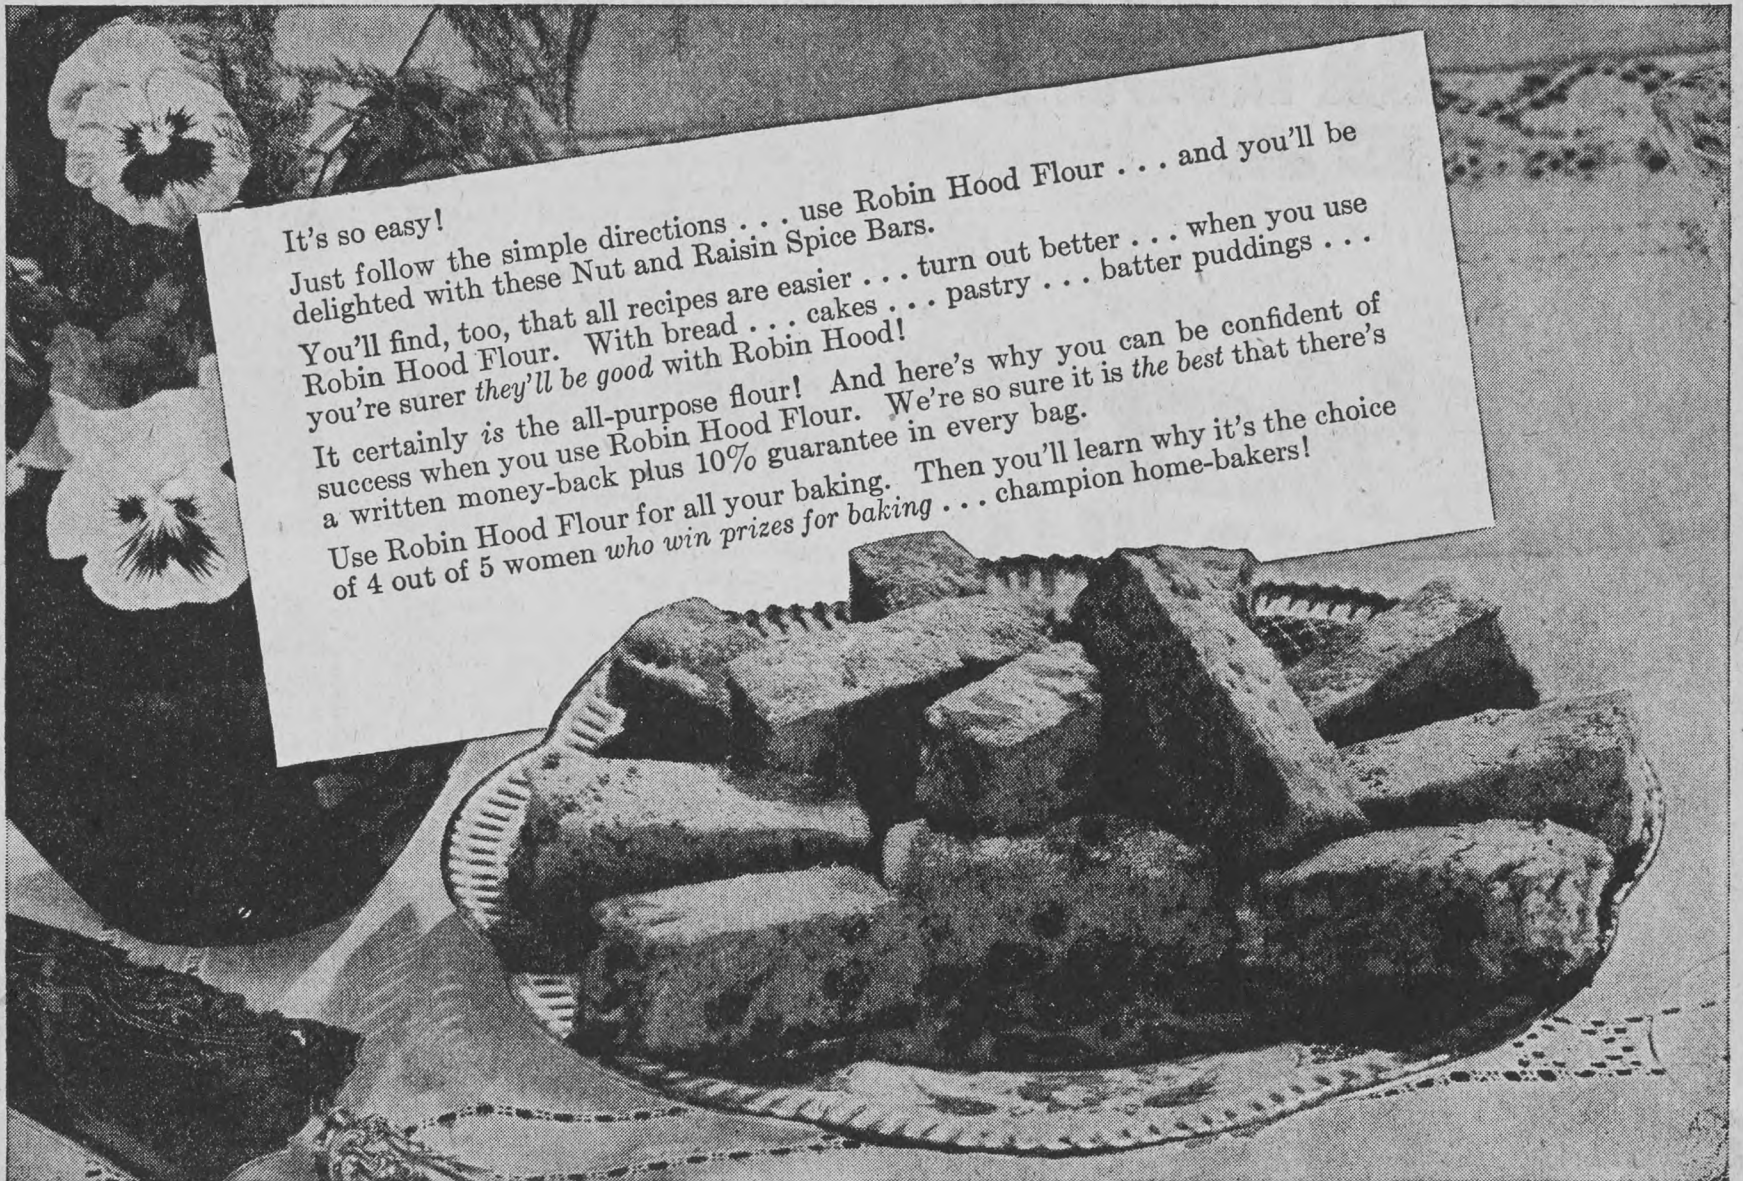 It's so easy!
Just follow the simple directions . . . use Robin Hood Flour . . . and you'll be
delighted with these Nut and Raisin Spice Bars.
You'll find, too, that all recipes are easier . . . turn out better . . . when you use
Robin Hood Flour. With bread . . . cakes . . . pastry . . . batter puddings . . .
you're surer they'll be good with Robin Hood!
It certainly is the all-purpose flour! And here's why you can be confident of
success when you use Robin Hood Flour. We're so sure it is the best that there's
a written money-back plus 10% guarantee in every bag.
Use Robin Hood Flour for all your baking. Then you'll learn why it's the choice
of 4 out of 5 women who win prizes for baking . . . champion home-bakers!